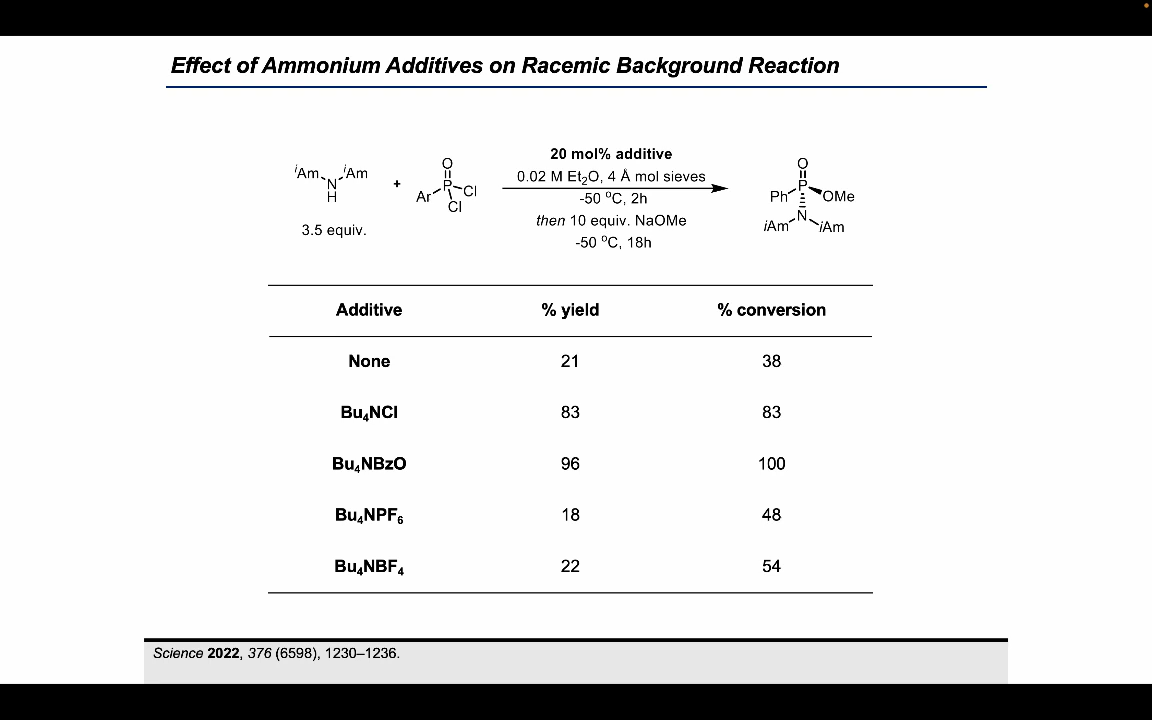 Effect of Ammonium Additives on Racemic Background Reaction
iAm iAm
N
H
3.5 equiv.
+
O
Ar P Cl
Cl
20 mol% additive
0.02 M Et2O, 4 Å mol sieves
-50 ºC, 2h
then 10 equiv. NaOMe
-50 ºC, 18h
O
Ph P OMe
N
iAm iAm
Additive % yield % conversion
None 21 38
Bu4NCl 83 83
Bu4NBzO 96 100
Bu4NPF6 18 48
Bu4NBF4 22 54
Science 2022, 376 (6598), 1230–1236.